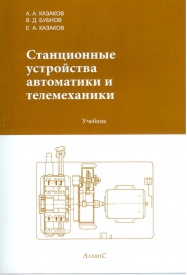 А. А. КАЗАКОВ
В. Д. БУБНОВ
Е. А. КАЗАКОВ
Станционные
устройства
автоматики и
телемеханики
Учебник
АльянС